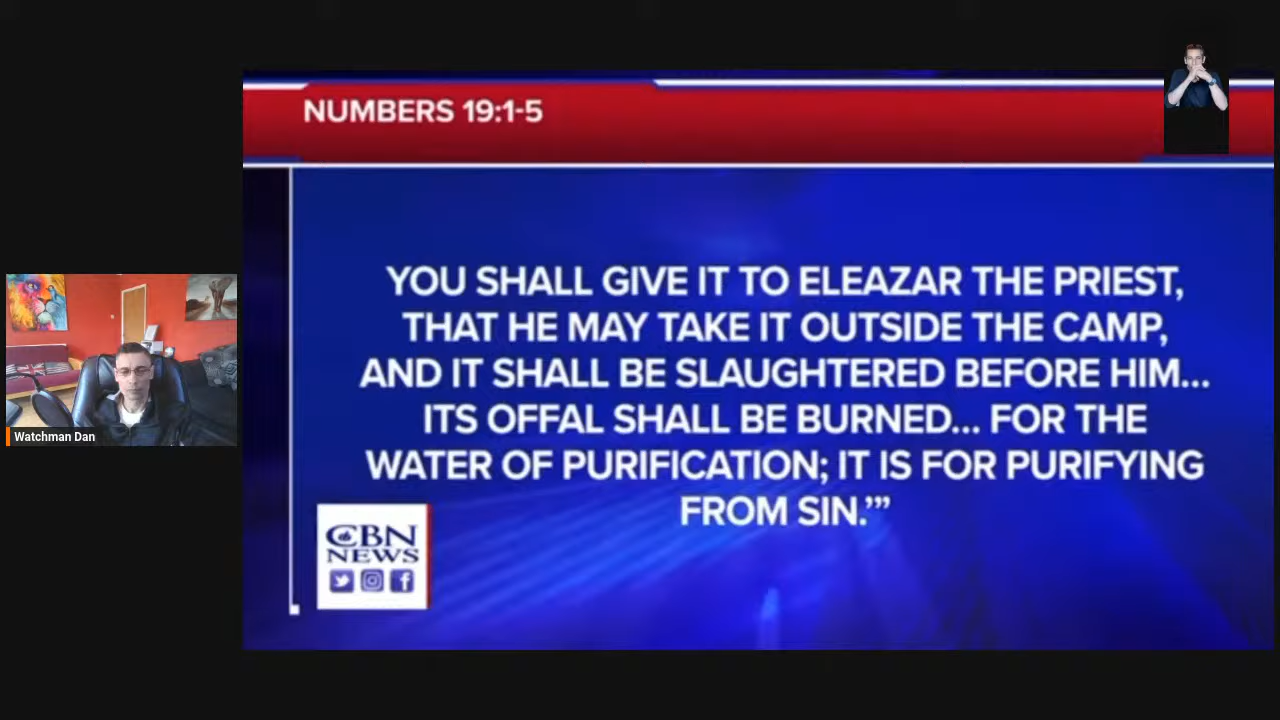 NUMBERS 19:1-5
YOU SHALL GIVE IT TO ELEAZAR THE PRIEST,
THAT HE MAY TAKE IT OUTSIDE THE CAMP,
AND IT SHALL BE SLAUGHTERED BEFORE HIM...
ITS OFFAL SHALL BE BURNED... FOR THE
WATER OF PURIFICATION; IT IS FOR PURIFYING
FROM SIN.’”
CBN
NEWS
Watchman Dan